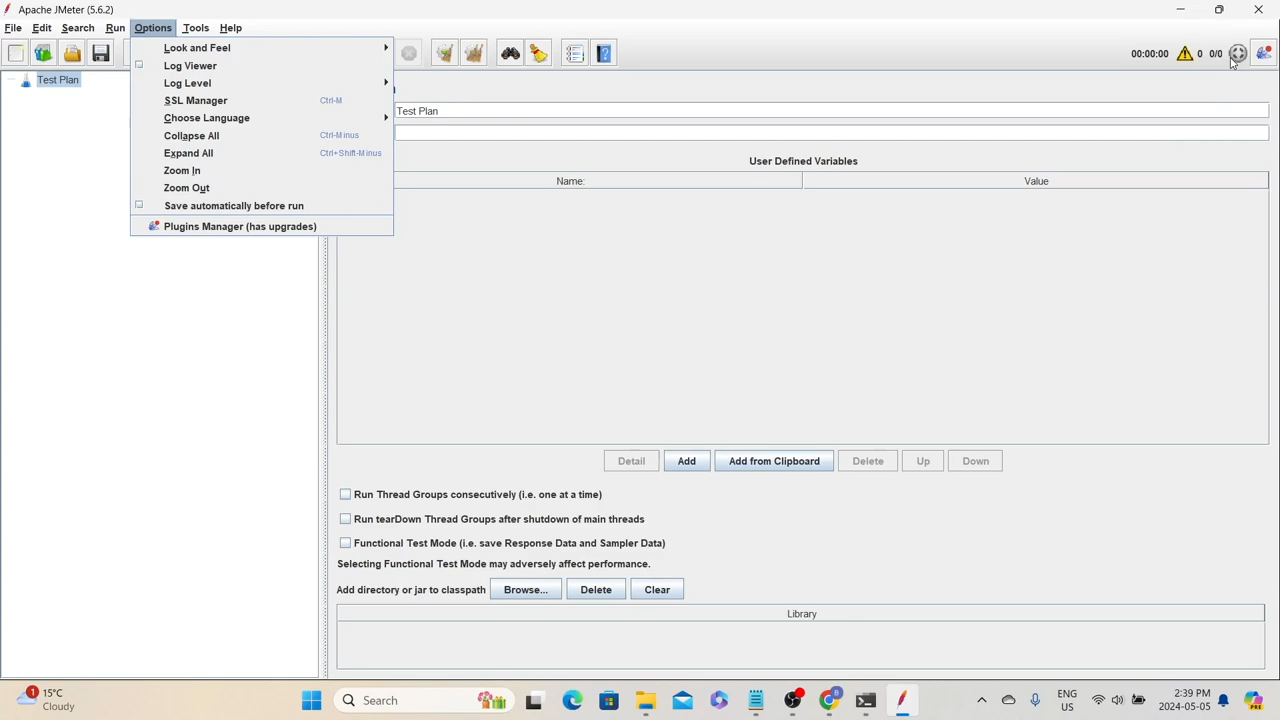 Apache JMeter (5.6.2)
File Edit Search Run Options Tools Help
Look and Feel
Log Viewer
Log Level
SSL Manager Ctrl-M
Choose Language
Collapse All Ctrl-Minus
Expand All Ctrl+Shift-Minus
Zoom In
Zoom Out
Save automatically before run
Plugins Manager (has upgrades)
00:00:00 0 0/0
Test Plan
Test Plan
User Defined Variables
Name: Value
Detail Add Add from Clipboard Delete Up Down
Run Thread Groups consecutively (i.e. one at a time)
Run tearDown Thread Groups after shutdown of main threads
Functional Test Mode (i.e. save Response Data and Sampler Data)
Selecting Functional Test Mode may adversely affect performance.
Add directory or jar to classpath Browse... Delete Clear
Library
1 15°C
Cloudy
Search
ENG
US
2:39 PM
2024-05-05